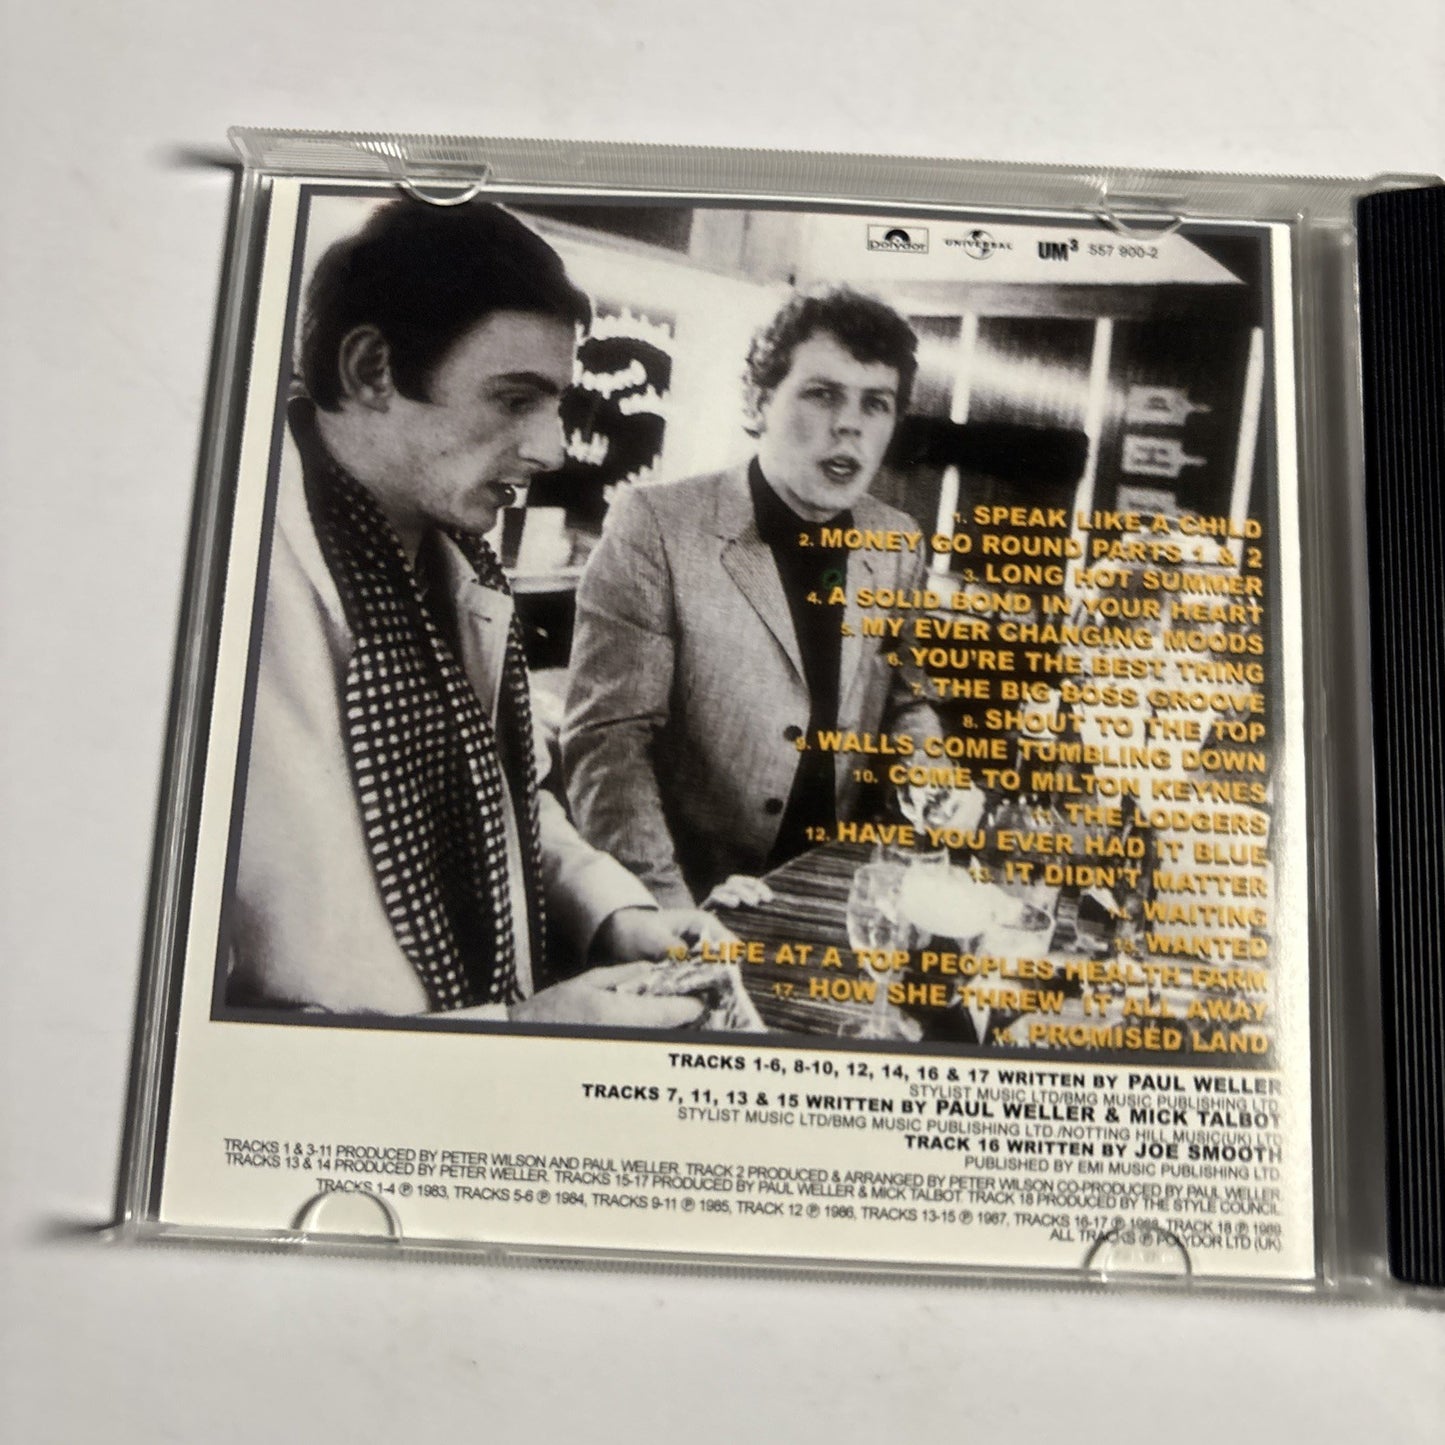 polydor
UNIVERSAL
UM3 557 900-2
1. SPEAK LIKE A CHILD
2. MONEY GO ROUND PARTS 1 & 2
3. LONG HOT SUMMER
4. A SOLID BOND IN YOUR HEART
5. MY EVER CHANGING MOODS
6. YOU'RE THE BEST THING
7. THE BIG BOSS GROOVE
8. SHOUT TO THE TOP
9. WALLS COME TUMBLING DOWN
10. COME TO MILTON KEYNES
11. THE LODGERS
12. HAVE YOU EVER HAD IT BLUE
13. IT DIDN'T MATTER
14. WAITING
15. WANTED
16. LIFE AT A TOP PEOPLES HEALTH FARM
17. HOW SHE THREW IT ALL AWAY
PROMISED LAND
TRACKS 1-6, 8-10, 12, 14, 16 & 17 WRITTEN BY PAUL WELLER
STYLIST MUSIC LTD/BMG MUSIC PUBLISHING LTD.
TRACKS 7, 11, 13 & 15 WRITTEN BY PAUL WELLER & MICK TALBOT
STYLIST MUSIC LTD/BMG MUSIC PUBLISHING LTD./NOTTING HILL MUSIC(UK) LTD
TRACK 16 WRITTEN BY JOE SMOOTH
PUBLISHED BY EMI MUSIC PUBLISHING LTD.
TRACKS 1 & 3-11 PRODUCED BY PETER WILSON AND PAUL WELLER. TRACK 2 PRODUCED & ARRANGED BY PETER WILSON CO-PRODUCED BY PAUL WELLER.
TRACKS 13 & 14 PRODUCED BY PETER WELLER. TRACKS 15-17 PRODUCED BY PAUL WELLER & MICK TALBOT. TRACK 18 PRODUCED BY THE STYLE COUNCIL.
TRACKS 1-4 ℗ 1983, TRACKS 5-6 ℗ 1984, TRACKS 9-11 ℗ 1985, TRACK 12 ℗ 1986, TRACKS 13-15 ℗ 1987, TRACKS 16-17 ℗ 1988, TRACK 18 ℗ 1989
ALL TRACKS ℗ POLYDOR LTD (UK)